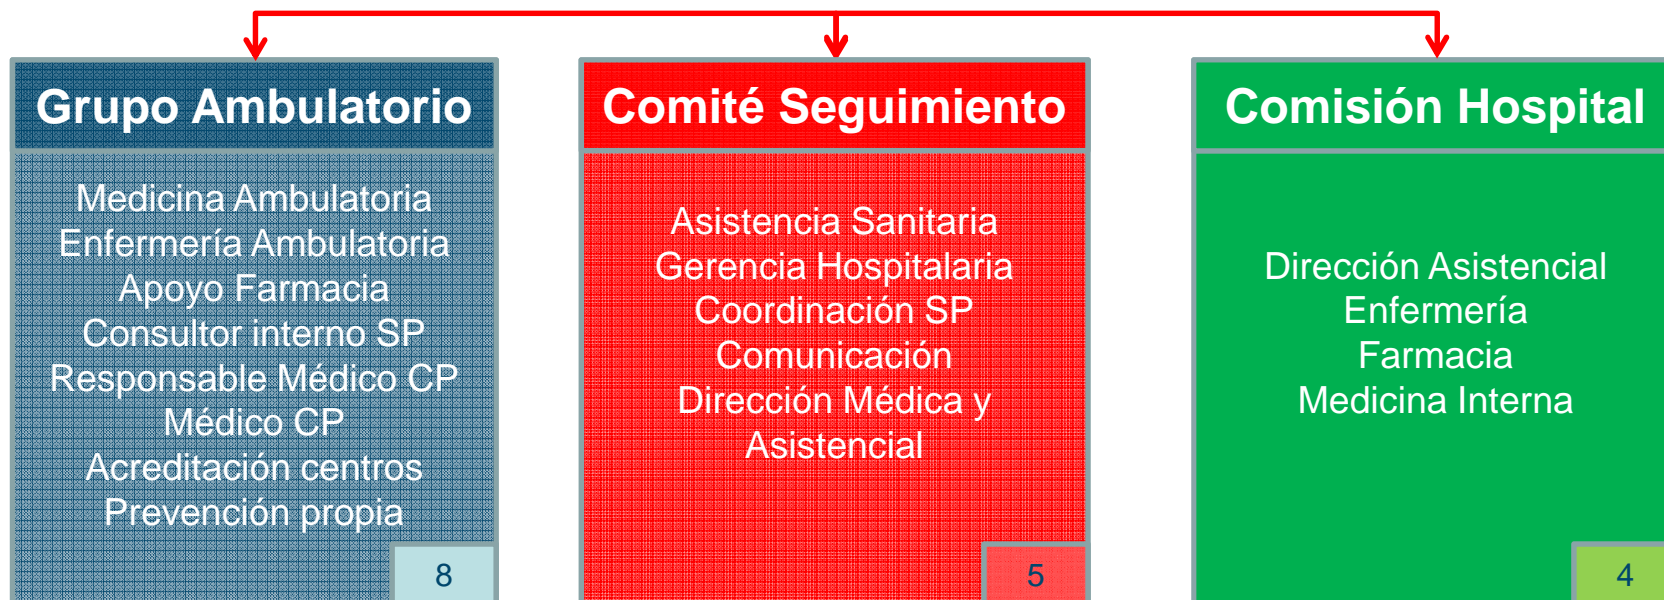 Grupo Ambulatorio
Medicina Ambulatoria
Enfermería Ambulatoria
Apoyo Farmacia
Consultor interno SP
Responsable Médico CP
Médico CP
Acreditación centros
Prevención propia
8
Comité Seguimiento
Asistencia Sanitaria
Gerencia Hospitalaria
Coordinación SP
Comunicación
Dirección Médica y
Asistencial
5
Comisión Hospital
Dirección Asistencial
Enfermería
Farmacia
Medicina Interna
4